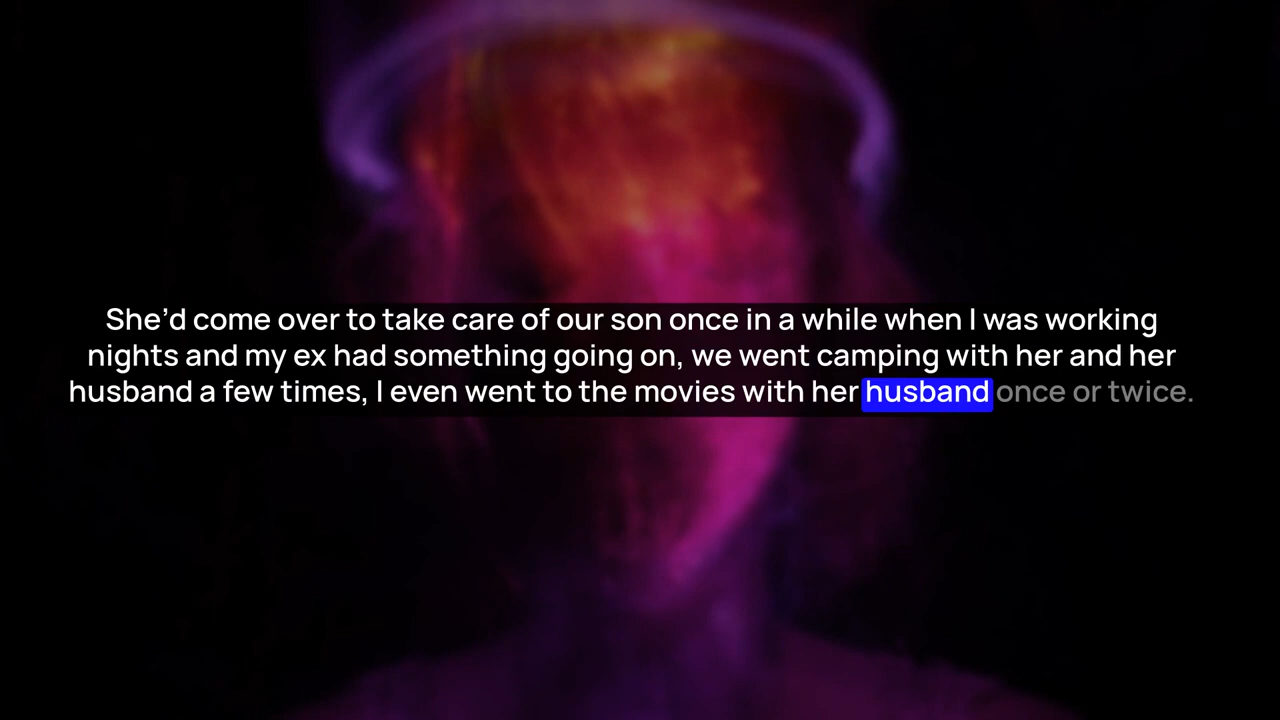 She’d come over to take care of our son once in a while when I was working
nights and my ex had something going on, we went camping with her and her
husband a few times, I even went to the movies with her husband once or twice.